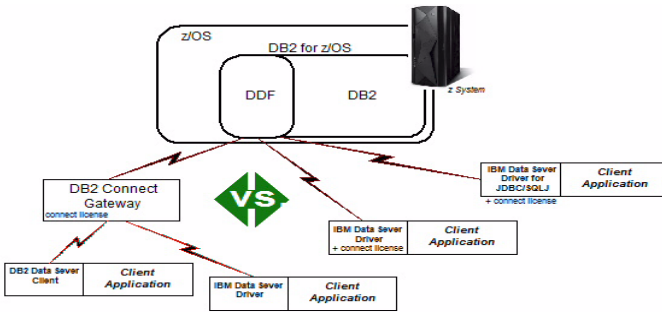 z/OS
DB2 for z/OS
DDF
DB2
z System
DB2 Connect
Gateway
connect license
VS
IBM Data Sever
Driver for
JDBC/SQLJ
+ connect license
Client
Application
IBM Data Sever
Driver
+ connect license
Client
Application
DB2 Data Sever
Client
Client
Application
IBM Data Sever
Driver
Client
Application